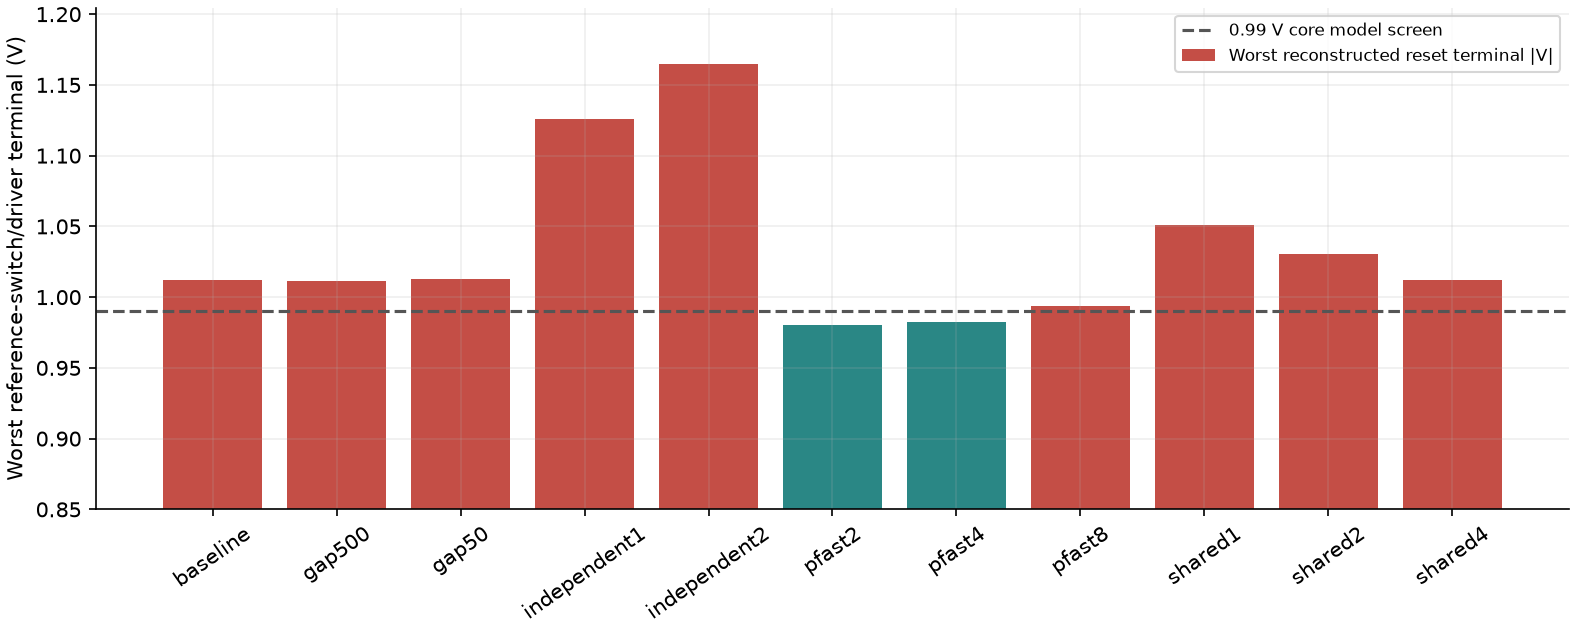 Worst reference-switch/driver terminal (V)
1.20
1.15
1.10
1.05
1.00
0.95
0.90
0.85
0.99 V core model screen
Worst reconstructed reset terminal |V|
baseline
gap500
gap50
independent1
independent2
pfast2
pfast4
pfast8
shared1
shared2
shared4